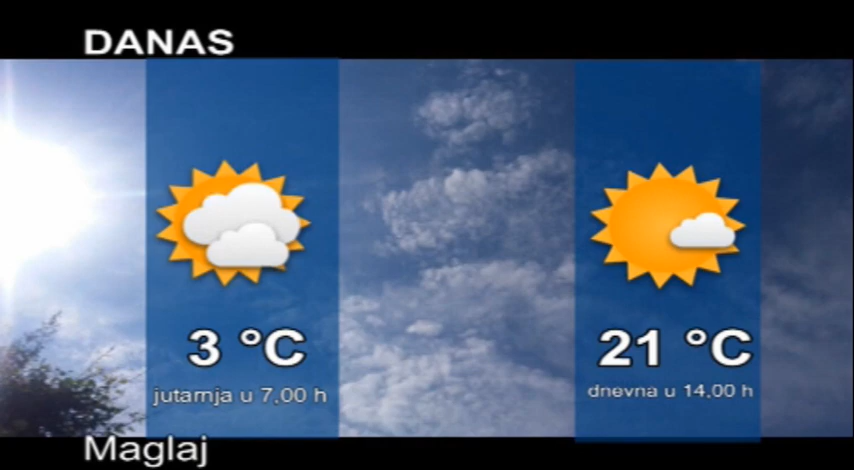 DANAS
3 °C
21 °C
jutarnja u 7,00 h
dnevna u 14,00 h
Maglaj